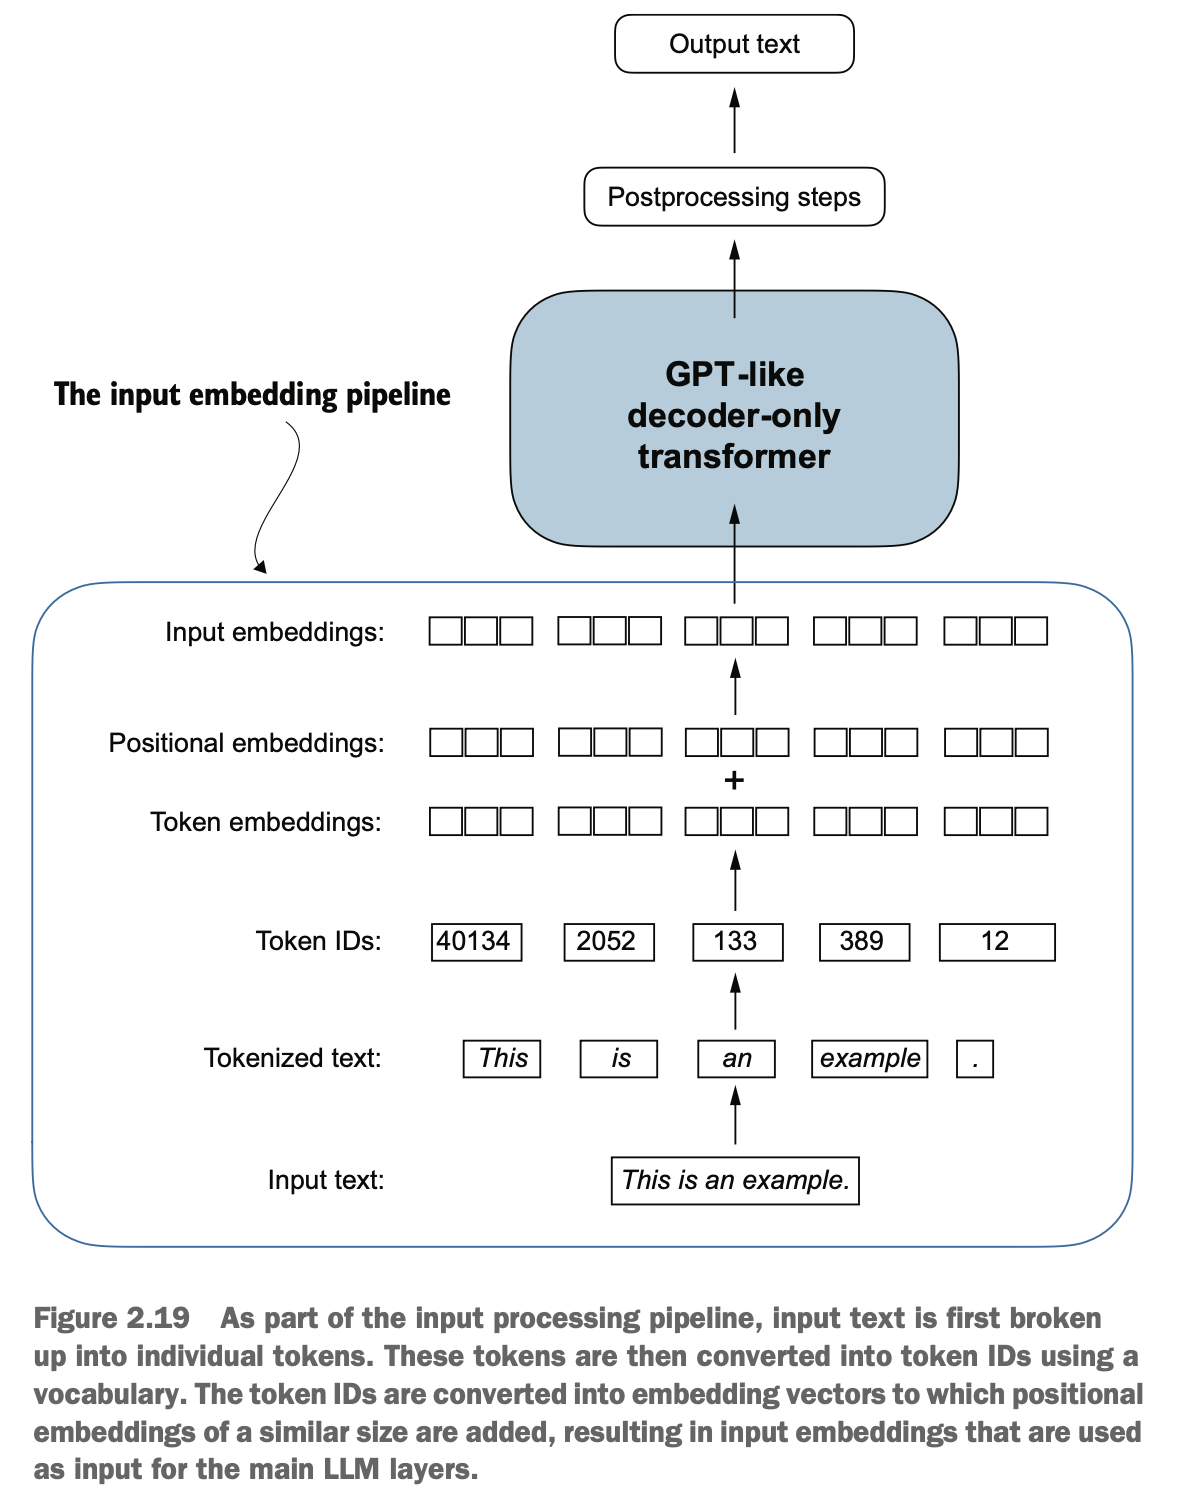 Output text
Postprocessing steps
GPT-like
decoder-only
transformer
The input embedding pipeline
Input embeddings:
Positional embeddings:
+
Token embeddings:
Token IDs: 40134 2052 133 389 12
Tokenized text: This is an example .
Input text: This is an example.
Figure 2.19 As part of the input processing pipeline, input text is first broken
up into individual tokens. These tokens are then converted into token IDs using a
vocabulary. The token IDs are converted into embedding vectors to which positional
embeddings of a similar size are added, resulting in input embeddings that are used
as input for the main LLM layers.